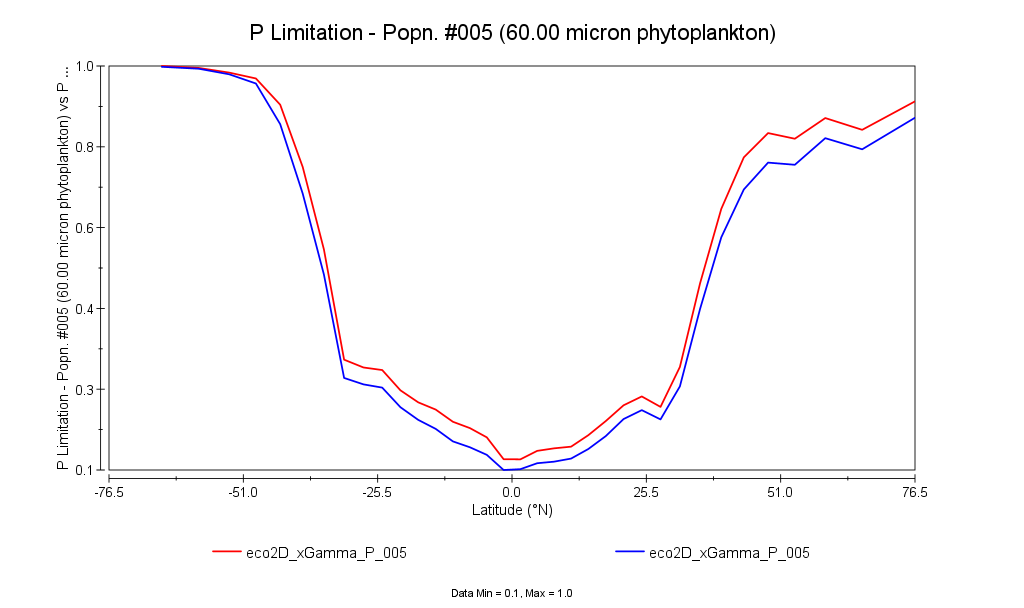 P Limitation - Popn. #005 (60.00 micron phytoplankton)
P Limitation - Popn. #005 (60.00 micron phytoplankton) vs P ...
1.0
0.8
0.6
0.4
0.3
0.1
-76.5 -51.0 -25.5 0.0 25.5 51.0 76.5
Latitude (°N)
eco2D_xGamma_P_005 eco2D_xGamma_P_005
Data Min = 0.1, Max = 1.0